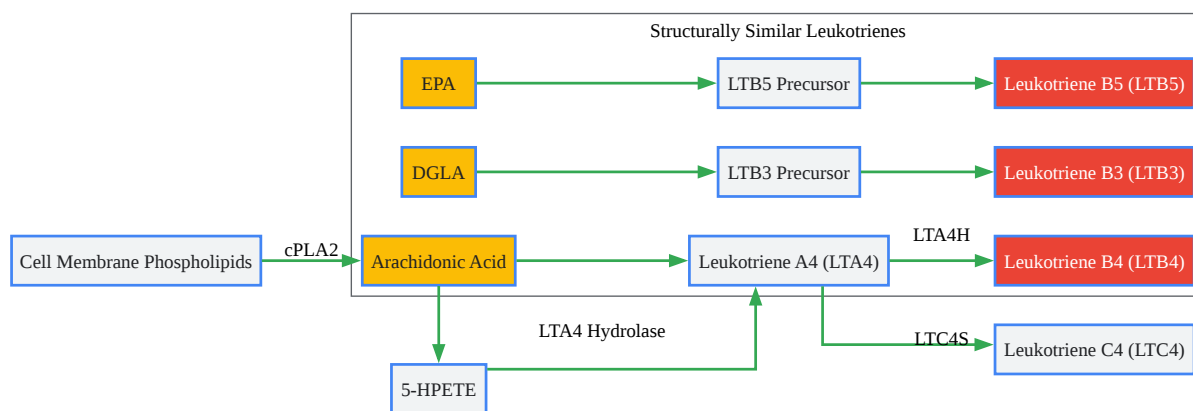 Structurally Similar Leukotrienes
EPA
LTB5 Precursor
Leukotriene B5 (LTB5)
DGLA
LTB3 Precursor
Leukotriene B3 (LTB3)
Cell Membrane Phospholipids
cPLA2
Arachidonic Acid
Leukotriene A4 (LTA4)
LTA4H
Leukotriene B4 (LTB4)
LTA4 Hydrolase
LTC4S
Leukotriene C4 (LTC4)
5-HPETE